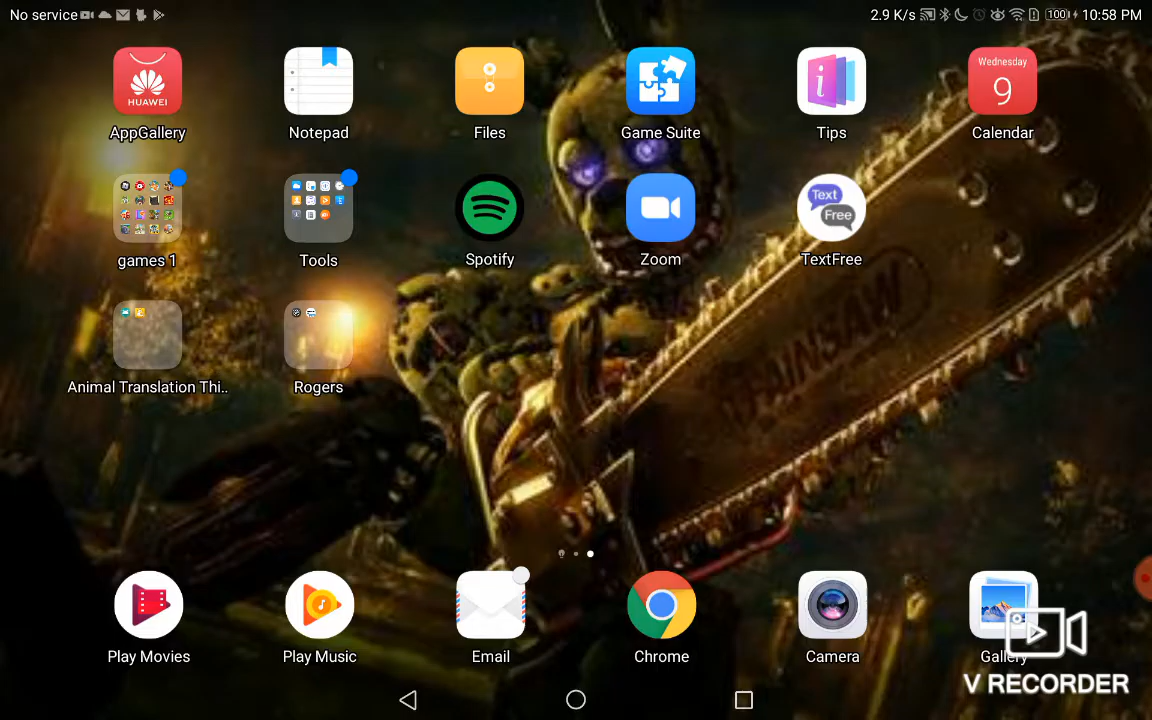 No service
2.9 K/s 100 10:58 PM
HUAWEI
i
Wednesday
9
AppGallery Notepad Files Game Suite Tips Calendar
Text
Free
games 1 Tools Spotify Zoom TextFree
Animal Translation Thi.. Rogers
Play Movies Play Music Email Chrome Camera Gallery
V RECORDER